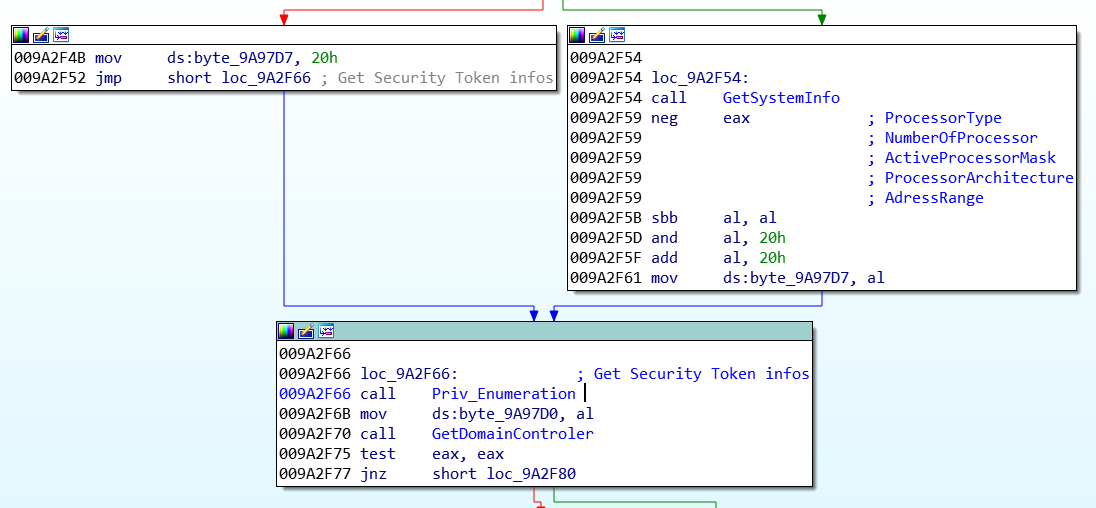 009A2F4B mov     ds:byte_9A97D7, 20h
009A2F52 jmp     short loc_9A2F66 ; Get Security Token infos
009A2F54
009A2F54 loc_9A2F54:
009A2F54 call    GetSystemInfo
009A2F59 neg     eax             ; ProcessorType
009A2F59                         ; NumberOfProcessor
009A2F59                         ; ActiveProcessorMask
009A2F59                         ; ProcessorArchitecture
009A2F59                         ; AdressRange
009A2F5B sbb     al, al
009A2F5D and     al, 20h
009A2F5F add     al, 20h
009A2F61 mov     ds:byte_9A97D7, al
009A2F66
009A2F66 loc_9A2F66:             ; Get Security Token infos
009A2F66 call    Priv_Enumeration
009A2F6B mov     ds:byte_9A97D0, al
009A2F70 call    GetDomainControler
009A2F75 test    eax, eax
009A2F77 jnz     short loc_9A2F80